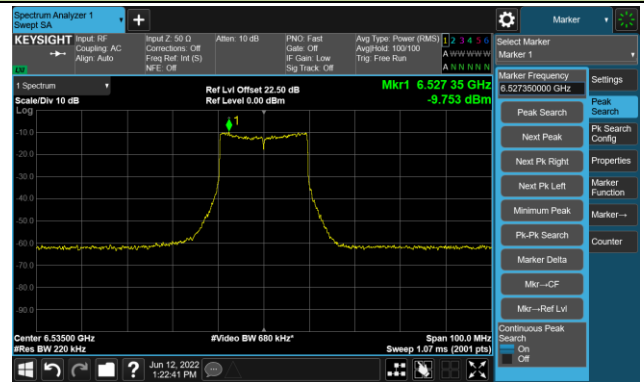 Spectrum Analyzer 1
Swept SA
Marker
KEYSIGHT
Input: RF
Coupling: AC
Align: Auto
Input Z: 50 Ω
Corrections: Off
Freq Ref: Int (S)
NFE: Off
Atten: 10 dB
PNO: Fast
Gate: Off
IF Gain: Low
Sig Track: Off
Avg Type: Power (RMS)
Avg|Hold: 100/100
Trig: Free Run
1 2 3 4 5 6
A W W W W W
A N N N N N
Select Marker
Marker 1
1 Spectrum
Scale/Div 10 dB
Log
Ref Lvl Offset 22.50 dB
Ref Level 0.00 dBm
Mkr1 6.527 35 GHz
-9.753 dBm
1
-10.0
-20.0
-30.0
-40.0
-50.0
-60.0
-70.0
-80.0
-90.0
Center 6.53500 GHz
#Res BW 220 kHz
#Video BW 680 kHz*
Span 100.0 MHz
Sweep 1.07 ms (2001 pts)
Marker Frequency
6.527350000 GHz
Peak Search
Next Peak
Next Pk Right
Next Pk Left
Minimum Peak
Pk-Pk Search
Marker Delta
Mkr→CF
Mkr→Ref Lvl
Continuous Peak
Search
On
Off
Settings
Peak
Search
Pk Search
Config
Properties
Marker
Function
Marker→
Counter
?
Jun 12, 2022
1:22:41 PM